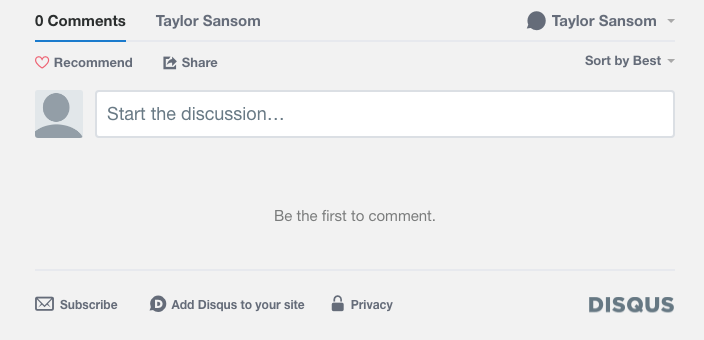 0 Comments Taylor Sansom Taylor Sansom
Recommend Share Sort by Best
Start the discussion...
Be the first to comment.
Subscribe Add Disqus to your site Privacy DISQUS